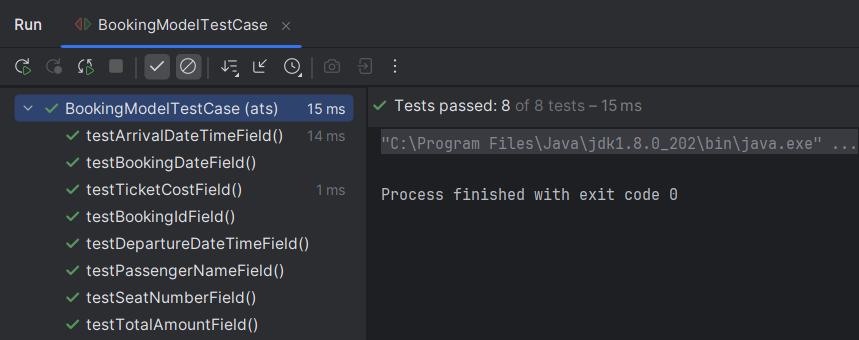 Run BookingModelTestCase
BookingModelTestCase (ats) 15 ms
testArrivalDateTimeField() 14 ms
testBookingDateField()
testTicketCostField() 1 ms
testBookingIdField()
testDepartureDateTimeField()
testPassengerNameField()
testSeatNumberField()
testTotalAmountField()
Tests passed: 8 of 8 tests – 15 ms
"C:\Program Files\Java\jdk1.8.0_202\bin\java.exe" ...
Process finished with exit code 0